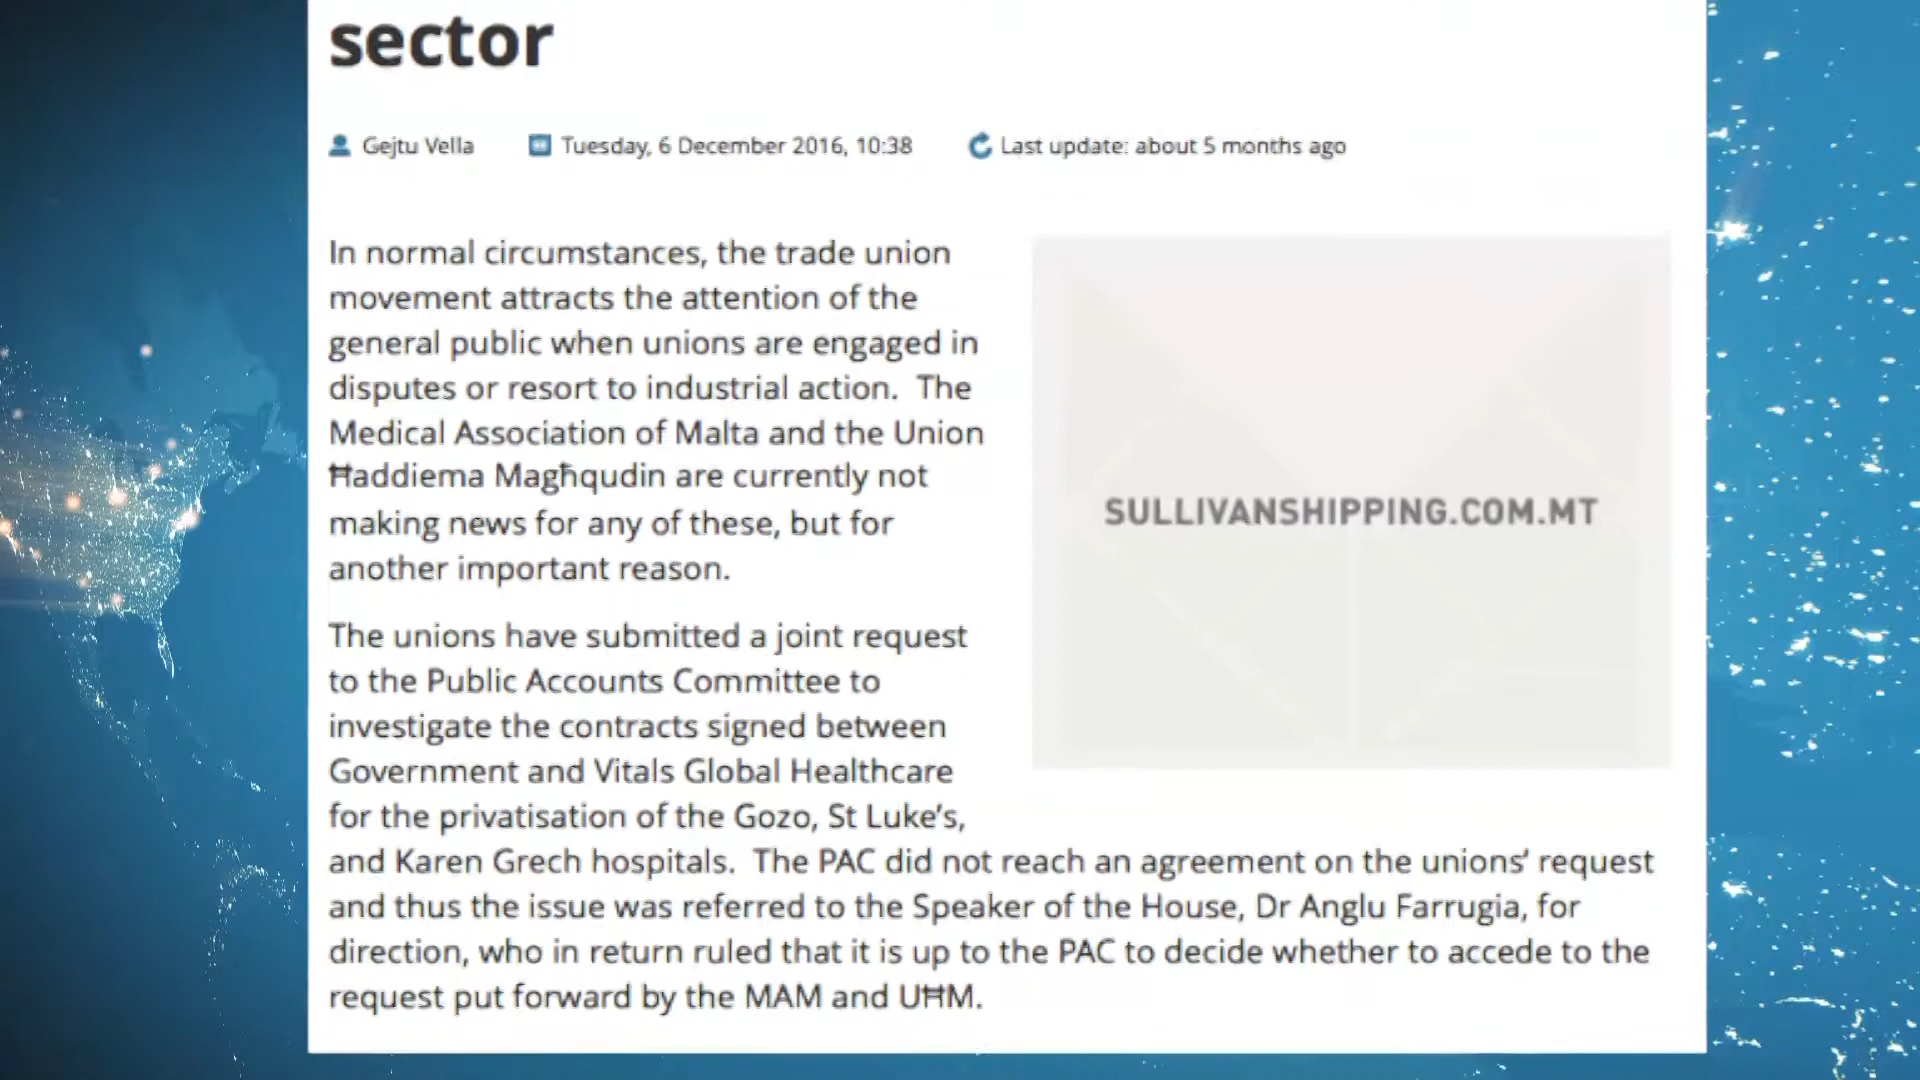 sector
Gejtu Vella Tuesday, 6 December 2016, 10:38 Last update: about 5 months ago
In normal circumstances, the trade union
movement attracts the attention of the
general public when unions are engaged in
disputes or resort to industrial action.  The
Medical Association of Malta and the Union
Ħaddiema Magħqudin are currently not
making news for any of these, but for
another important reason.
SULLIVANSHIPPING.COM.MT
The unions have submitted a joint request
to the Public Accounts Committee to
investigate the contracts signed between
Government and Vitals Global Healthcare
for the privatisation of the Gozo, St Luke’s,
and Karen Grech hospitals.  The PAC did not reach an agreement on the unions’ request
and thus the issue was referred to the Speaker of the House, Dr Anglu Farrugia, for
direction, who in return ruled that it is up to the PAC to decide whether to accede to the
request put forward by the MAM and UĦM.